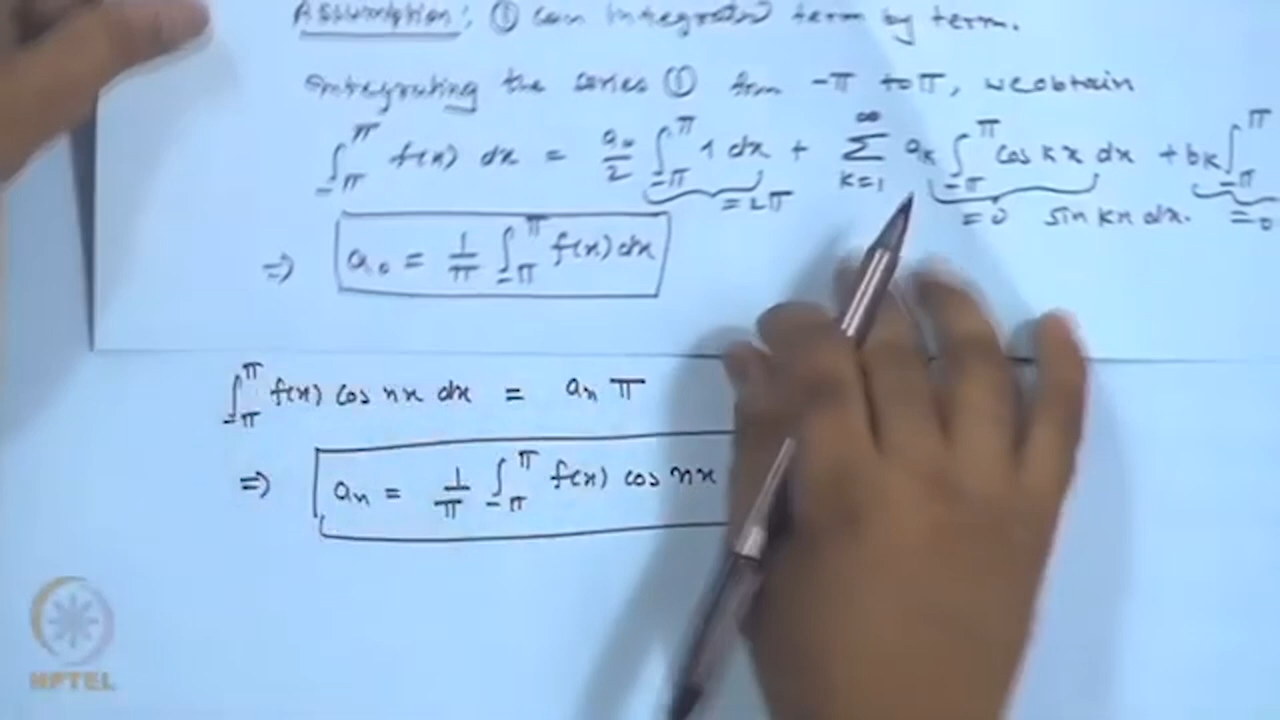 Assumption: ① can integrated term by term.
Integrating the series ① from -π to π, we obtain
∫_{-π}^{π} f(x) dx = a₀/2 ∫_{-π}^{π} 1 dx + ∑_{k=1}^{∞} a_k ∫_{-π}^{π} cos kx dx + b_k ∫_{-π}^{π}
=2π =0 sin kx dx. =0
⇒ a₀ = 1/π ∫_{-π}^{π} f(x) dx
∫_{-π}^{π} f(x) cos nx dx = a_n π
⇒ a_n = 1/π ∫_{-π}^{π} f(x) cos nx
NPTEL